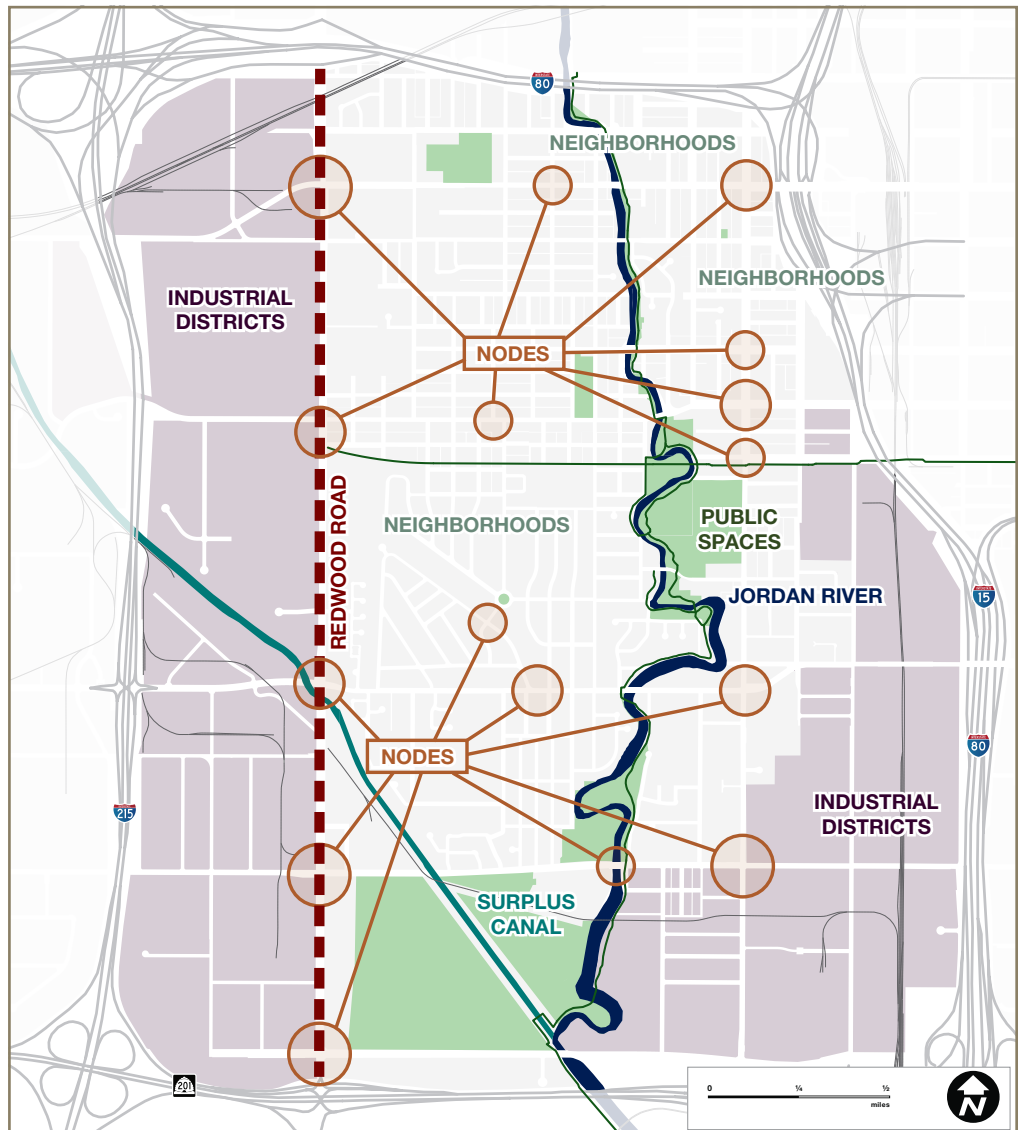 80
NEIGHBORHOODS
NEIGHBORHOODS
INDUSTRIAL
DISTRICTS
NODES
REDWOOD ROAD
NEIGHBORHOODS
PUBLIC
SPACES
JORDAN RIVER
15
80
NODES
215
INDUSTRIAL
DISTRICTS
SURPLUS
CANAL
201
0 ¼ ½
miles
N